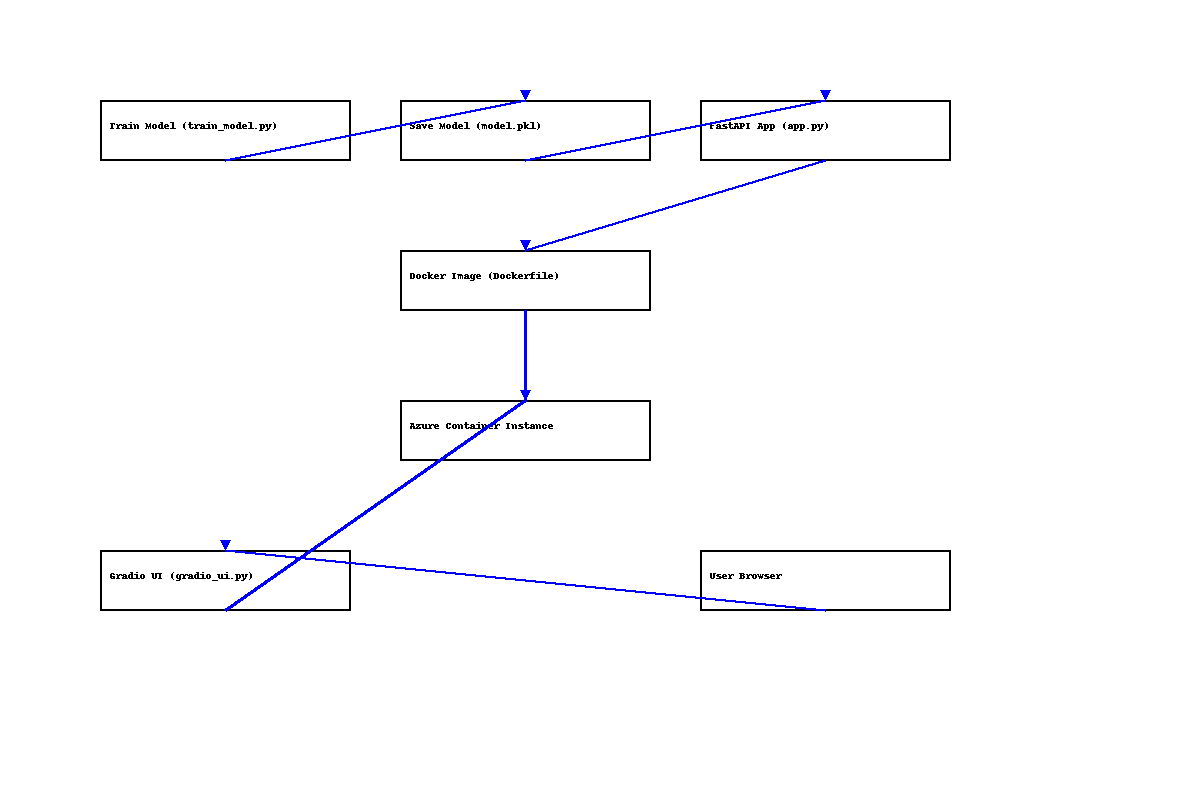 Train Model (train_model.py)
Save Model (model.pkl)
FastAPI App (app.py)
Docker Image (Dockerfile)
Azure Container Instance
Gradio UI (gradio_ui.py)
User Browser